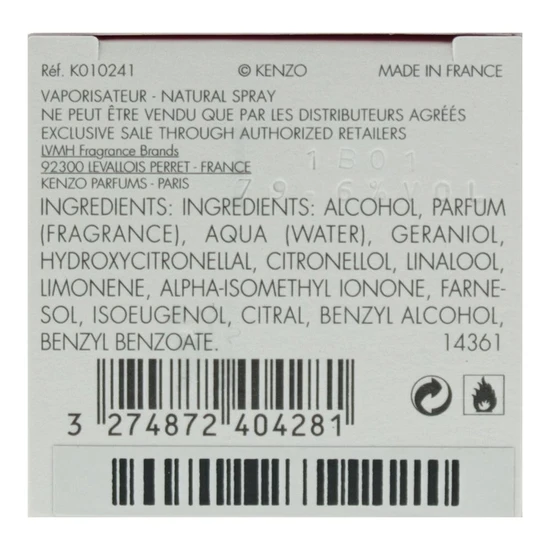 Réf. K010241 © KENZO MADE IN FRANCE
VAPORISATEUR - NATURAL SPRAY
NE PEUT ÊTRE VENDU QUE PAR LES DISTRIBUTEURS AGRÉÉS
EXCLUSIVE SALE THROUGH AUTHORIZED RETAILERS
LVMH Fragrance Brands
92300 LEVALLOIS PERRET - FRANCE
KENZO PARFUMS - PARIS
1B01
INGREDIENTS: INGREDIENTS: ALCOHOL, PARFUM
(FRAGRANCE), AQUA (WATER), GERANIOL,
HYDROXYCITRONELLAL, CITRONELLOL, LINALOOL,
LIMONENE, ALPHA-ISOMETHYL IONONE, FARNE-
SOL, ISOEUGENOL, CITRAL, BENZYL ALCOHOL,
BENZYL BENZOATE. 14361
3 274872 404281